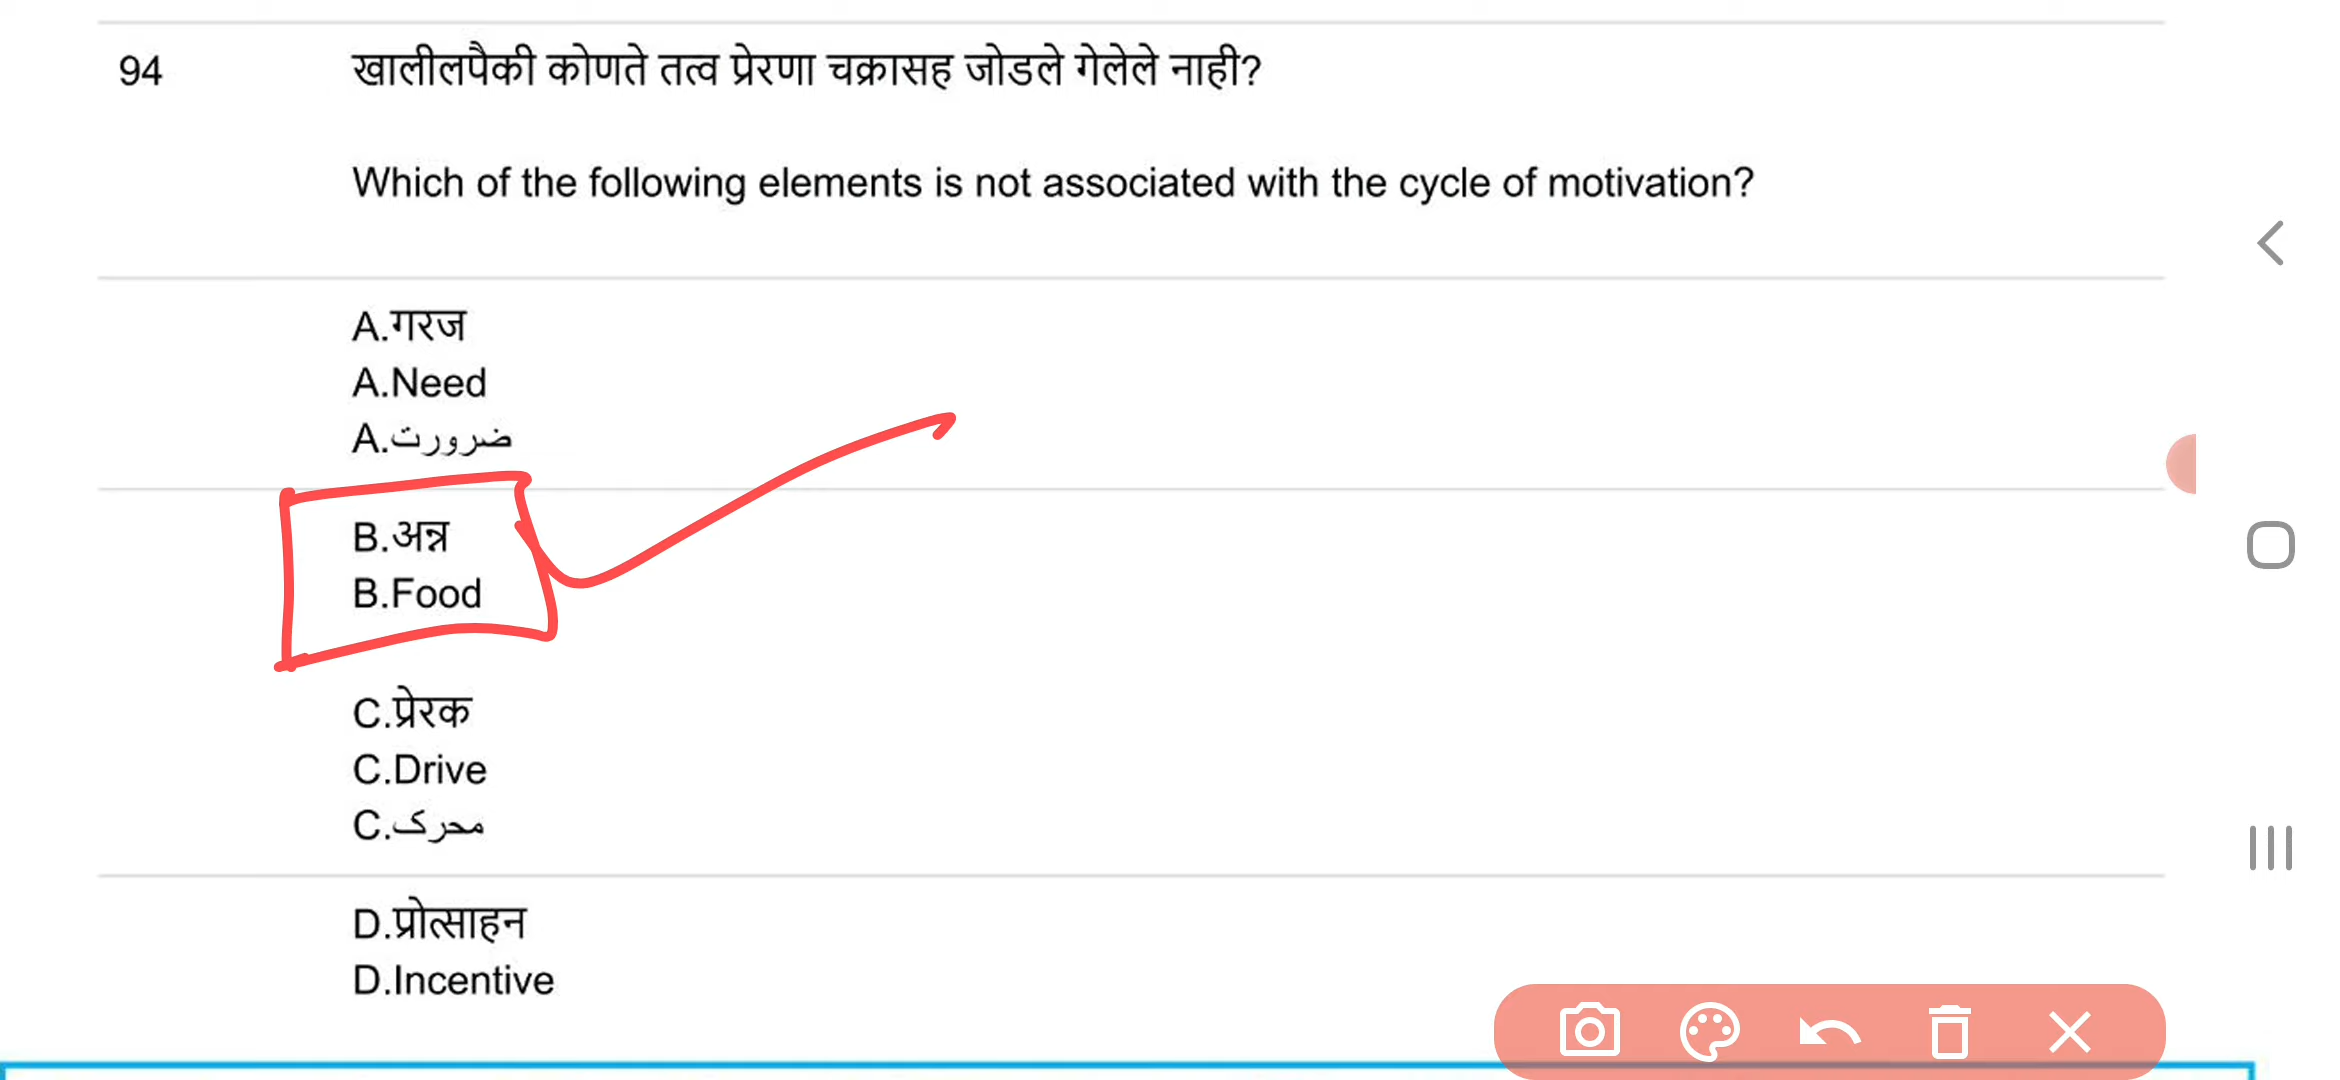 94 खालीलपैकी कोणते तत्व प्रेरणा चक्रासह जोडले गेलेले नाही?
Which of the following elements is not associated with the cycle of motivation?
A.गरज
A.Need
A.ضرورت
B.अन्न
B.Food
C.प्रेरक
C.Drive
C.محرک
D.प्रोत्साहन
D.Incentive